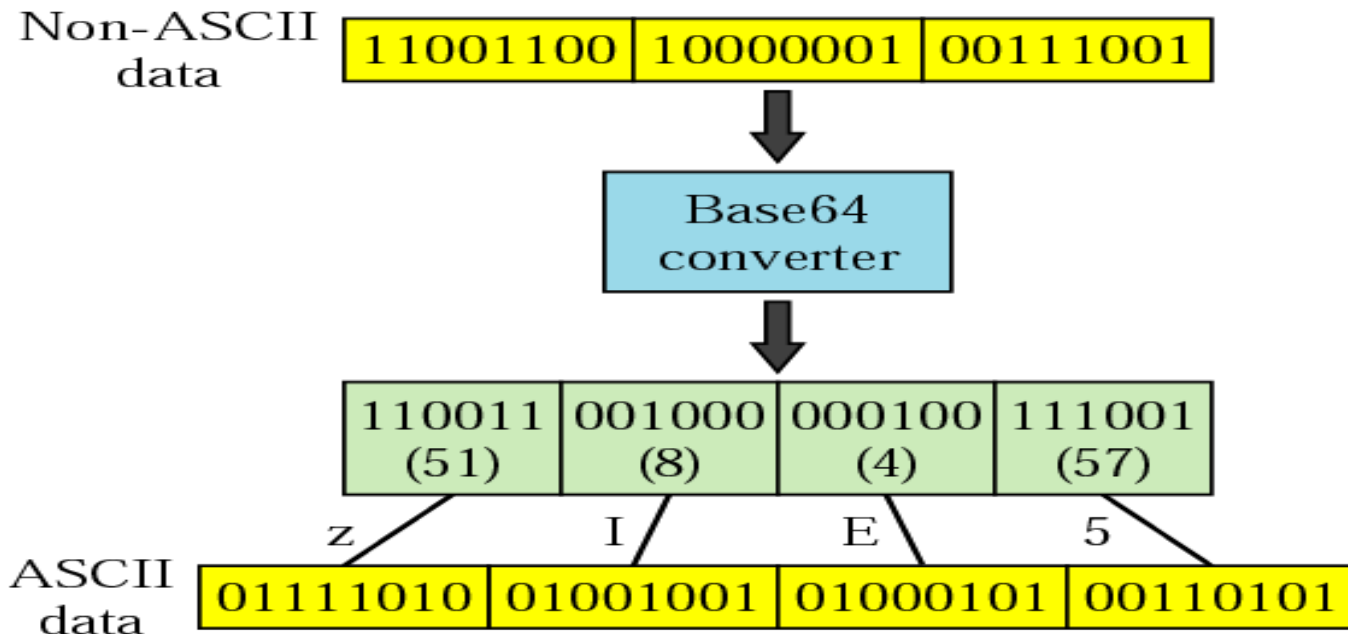 Non-ASCII
data
11001100 10000001 00111001
Base64
converter
110011 001000 000100 111001
(51) (8) (4) (57)
z I E 5
ASCII
data
01111010 01001001 01000101 00110101